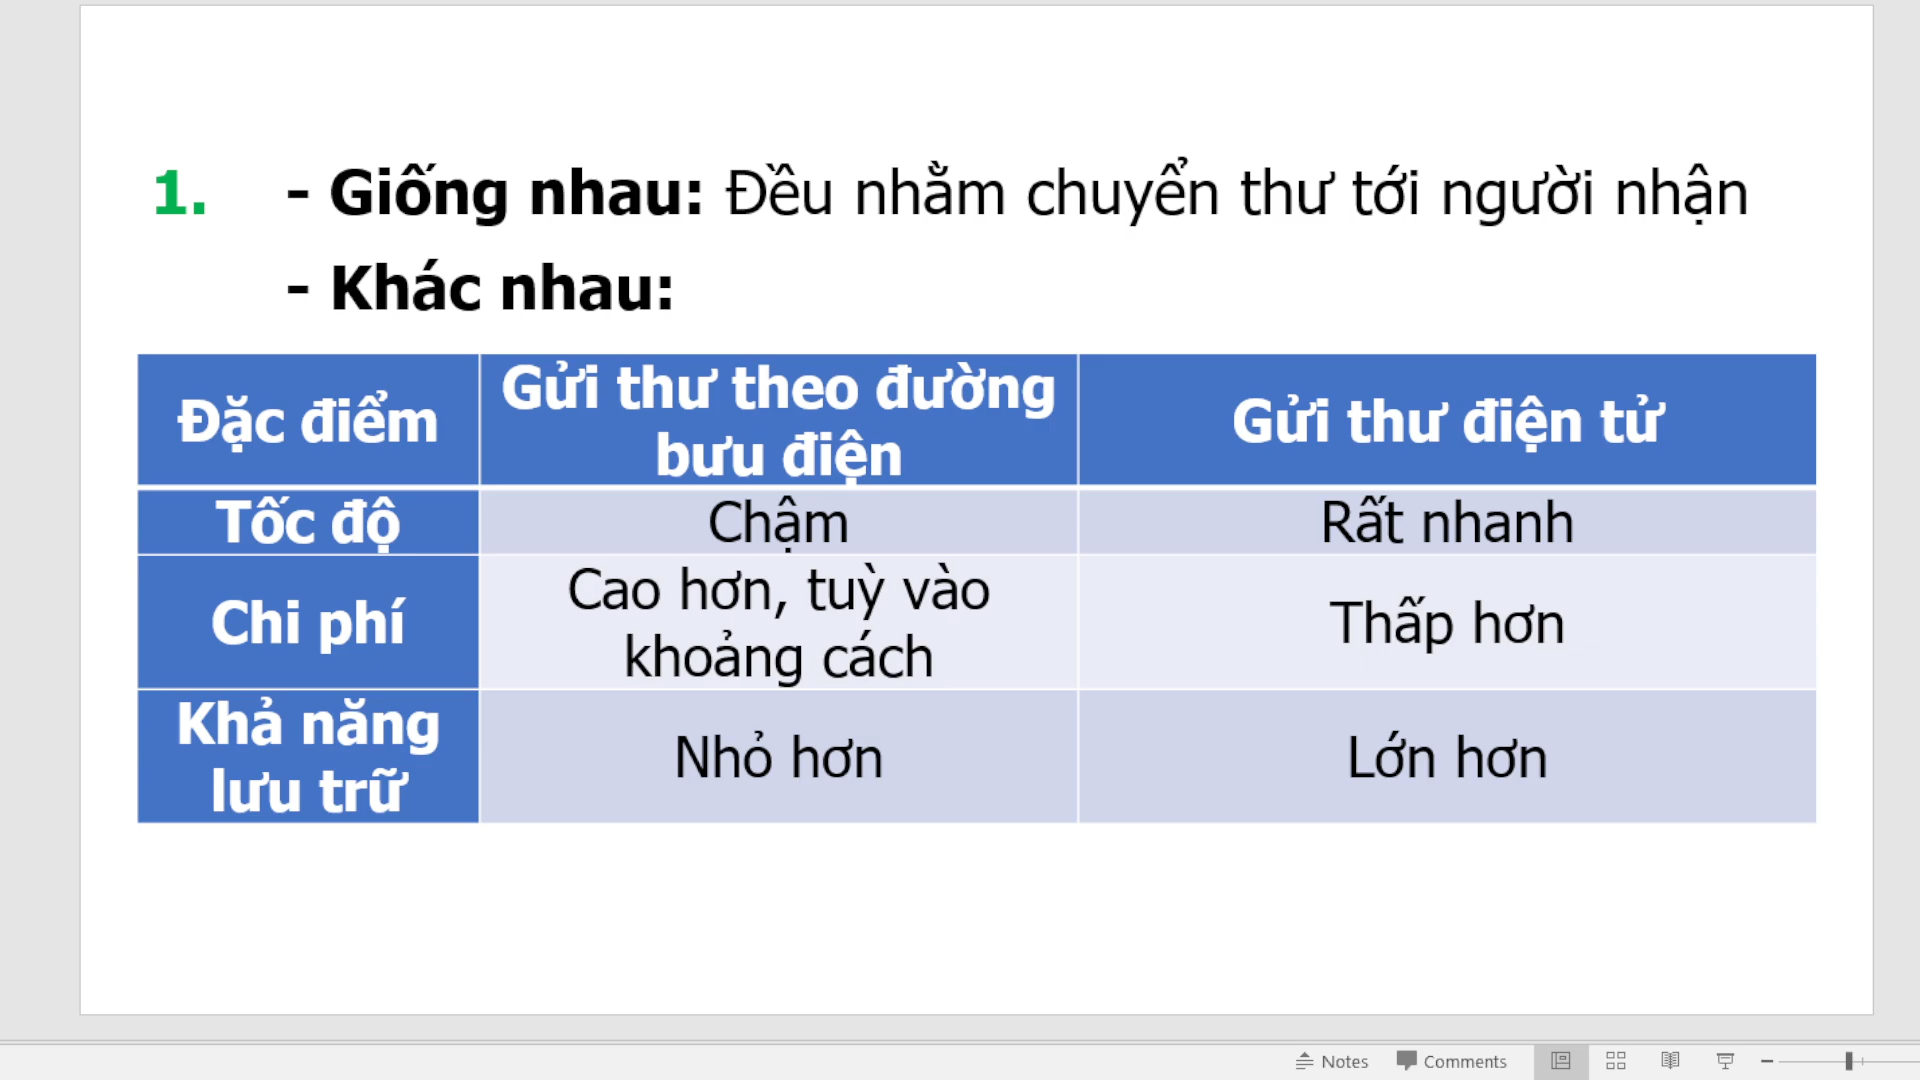 1. - Giống nhau: Đều nhằm chuyển thư tới người nhận
- Khác nhau:
Đặc điểm
Gửi thư theo đường
bưu điện
Gửi thư điện tử
Tốc độ
Chậm
Rất nhanh
Chi phí
Cao hơn, tuỳ vào
khoảng cách
Thấp hơn
Khả năng
lưu trữ
Nhỏ hơn
Lớn hơn
Notes
Comments